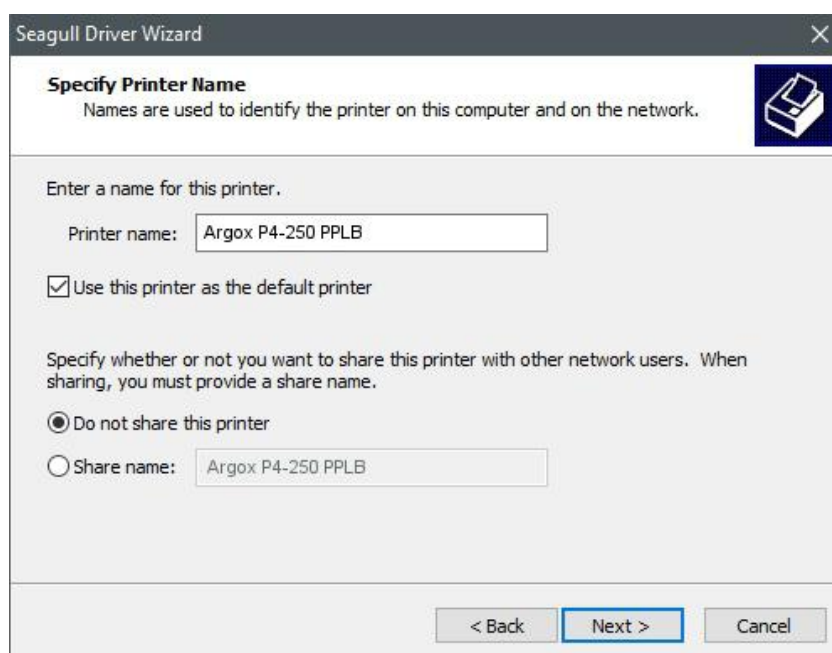 Seagull Driver Wizard
Specify Printer Name
Names are used to identify the printer on this computer and on the network.
Enter a name for this printer.
Printer name: Argox P4-250 PPLB
Use this printer as the default printer
Specify whether or not you want to share this printer with other network users. When
sharing, you must provide a share name.
Do not share this printer
Share name: Argox P4-250 PPLB
< Back Next > Cancel